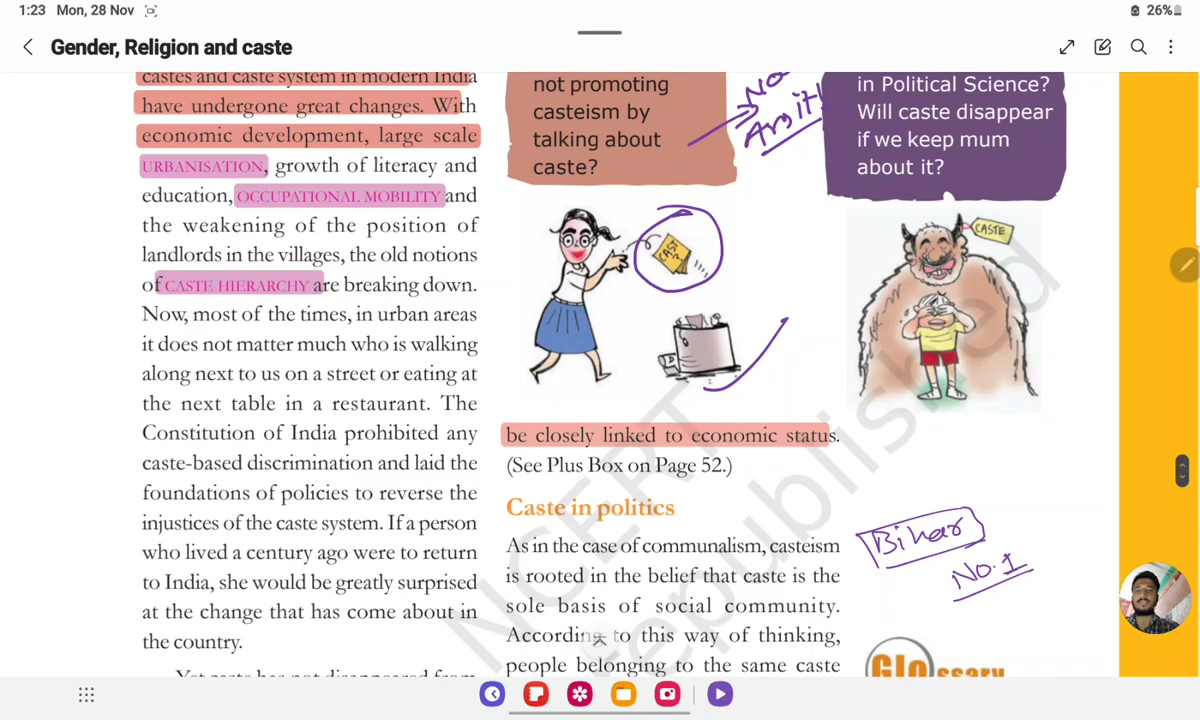 1:23 Mon, 28 Nov
26%
Gender, Religion and caste
castes and caste system in modern India
have undergone great changes. With
economic development, large scale
URBANISATION, growth of literacy and
education, OCCUPATIONAL MOBILITY and
the weakening of the position of
landlords in the villages, the old notions
of CASTE HIERARCHY are breaking down.
Now, most of the times, in urban areas
it does not matter much who is walking
along next to us on a street or eating at
the next table in a restaurant. The
Constitution of India prohibited any
caste-based discrimination and laid the
foundations of policies to reverse the
injustices of the caste system. If a person
who lived a century ago were to return
to India, she would be greatly surprised
at the change that has come about in
the country.
not promoting
casteism by
talking about
caste?
No
in Political Science?
Will caste disappear
if we keep mum
about it?
CAST
CASTE
be closely linked to economic status.
(See Plus Box on Page 52.)
Caste in politics
As in the case of communalism, casteism
is rooted in the belief that caste is the
sole basis of social community.
According to this way of thinking,
people belonging to the same caste
Bihar
No. 1
Glossary
NCERT
republished